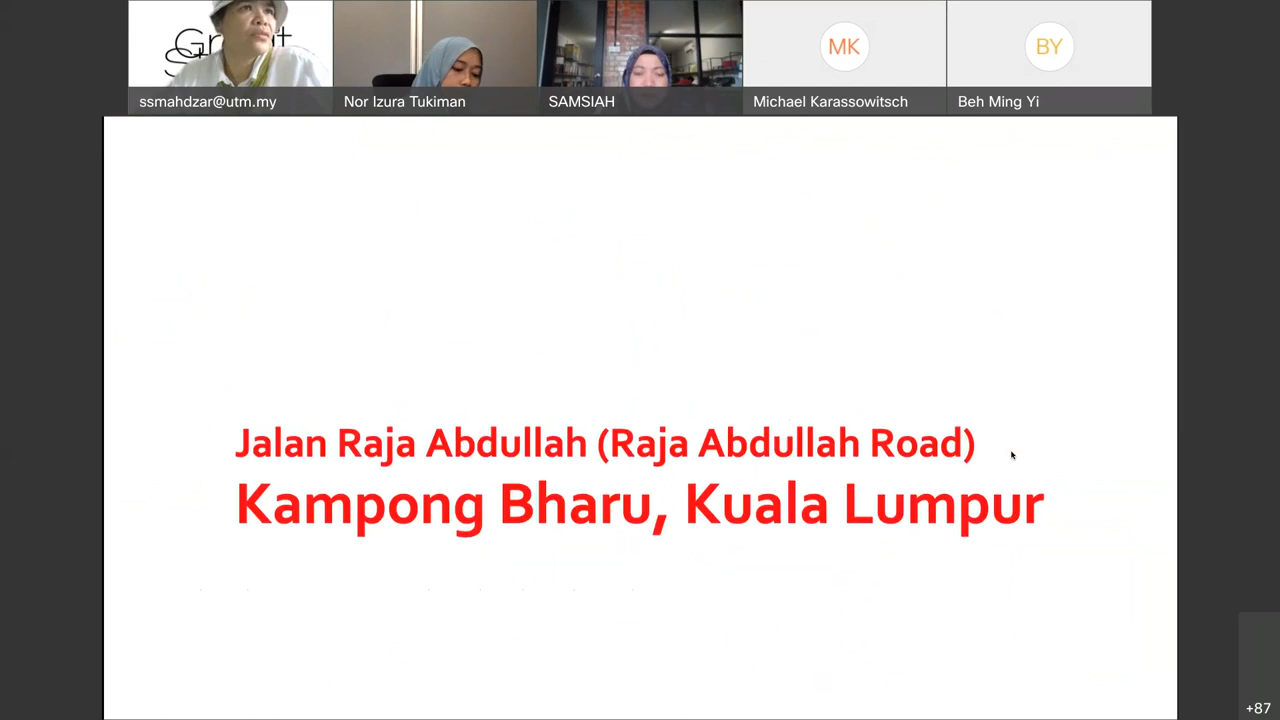 ssmahdzar@utm.my
Nor Izura Tukiman
SAMSIAH
MK
Michael Karassowitsch
BY
Beh Ming Yi
Jalan Raja Abdullah (Raja Abdullah Road)
Kampong Bharu, Kuala Lumpur
+87